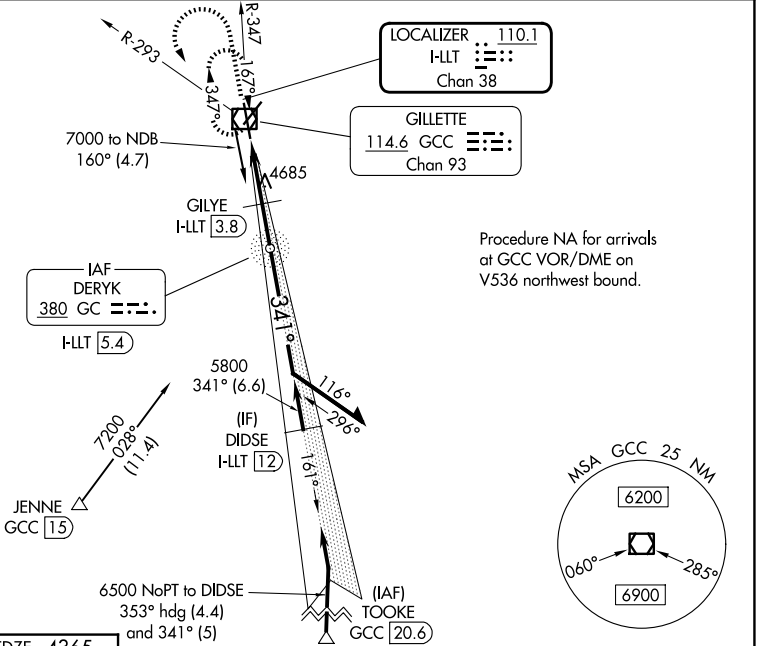 R-347
R-293
167°
347°
LOCALIZER 110.1
I-LLT
Chan 38
GILLETTE
114.6 GCC
Chan 93
7000 to NDB
160° (4.7)
4685
GILYE
I-LLT 3.8
Procedure NA for arrivals
at GCC VOR/DME on
V536 northwest bound.
IAF
DERYK
380 GC
I-LLT 5.4
341°
5800
341° (6.6)
116°
296°
(IF)
DIDSE
I-LLT 12
161°
7200
028°
(11.4)
JENNE
GCC 15
MSA GCC 25 NM
6200
060°
285°
6900
6500 NoPT to DIDSE
353° hdg (4.4)
and 341° (5)
(IAF)
TOOKE
GCC 20.6
TDZE 4365